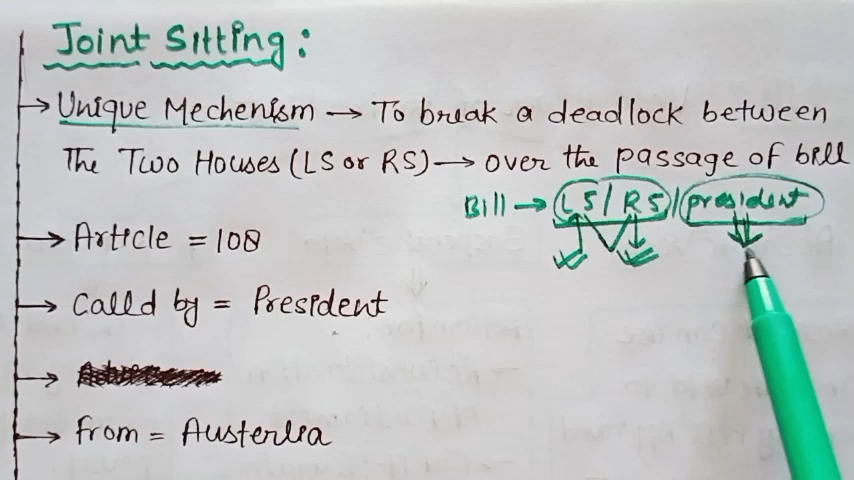 Joint Sitting:
→ Unique Mechenism → To break a deadlock between
The Two Houses (LS or RS) → over the passage of bill
Bill → LS/RS/president
→ Article = 108
→ Calld by = President
→
→ From = Austerlia